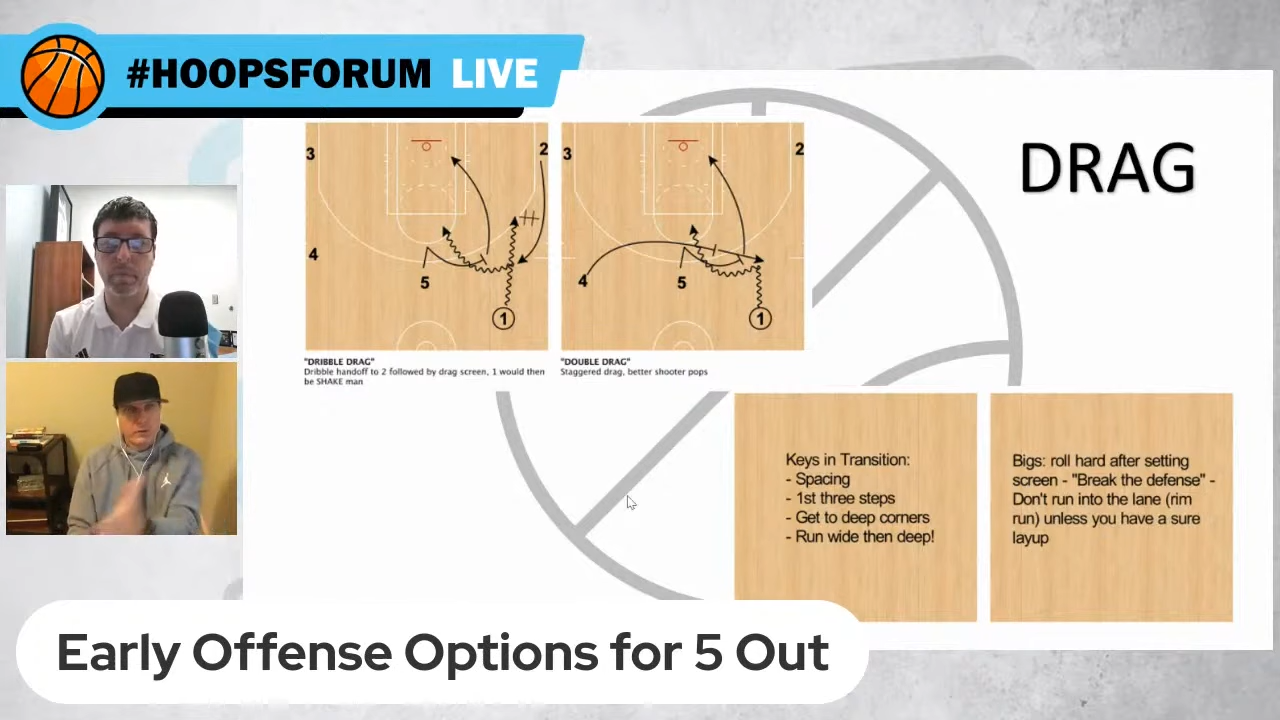 #HOOPSFORUM LIVE
DRAG
3
2
4
5
1
3
2
4
5
1
"DRIBBLE DRAG"
Dribble handoff to 2 followed by drag screen, 1 would then
be SHAKE man
"DOUBLE DRAG"
Staggered drag, better shooter pops
Keys in Transition:
- Spacing
- 1st three steps
- Get to deep corners
- Run wide then deep!
Bigs: roll hard after setting
screen - "Break the defense" -
Don't run into the lane (rim
run) unless you have a sure
layup
Early Offense Options for 5 Out